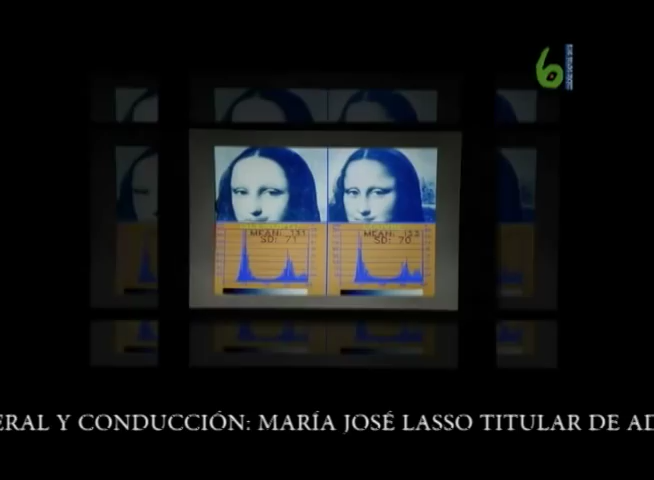 6
MEAN: 131
SD: 71
MEAN: 133
SD: 70
ERAL Y CONDUCCIÓN: MARÍA JOSÉ LASSO TITULAR DE AD